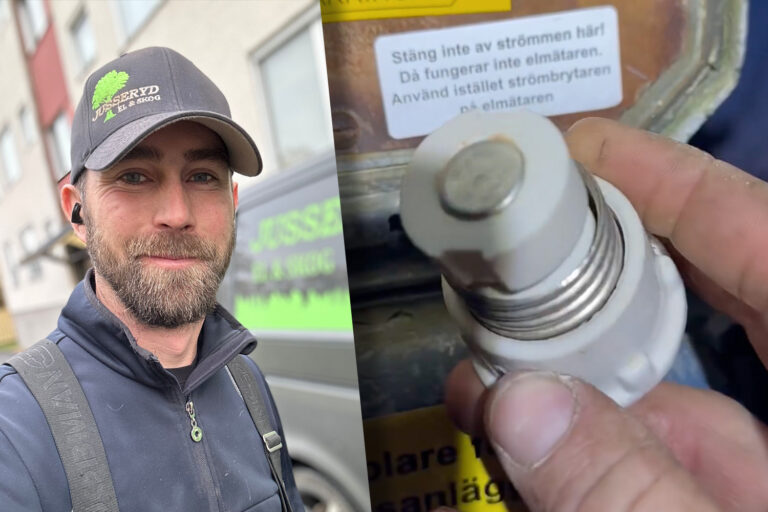 JUSSERYD
EL & SKOG
JUSSE
EL & SKOG
Stäng inte av strömmen här!
Då fungerar inte elmätaren.
Använd istället strömbrytaren
på elmätaren